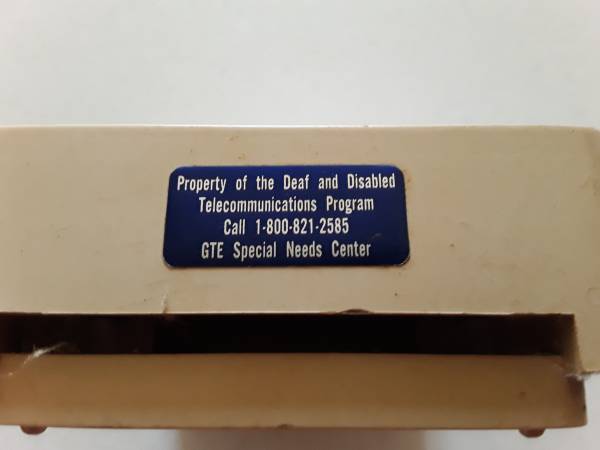 Property of the Deaf and Disabled
Telecommunications Program
Call 1-800-821-2585
GTE Special Needs Center